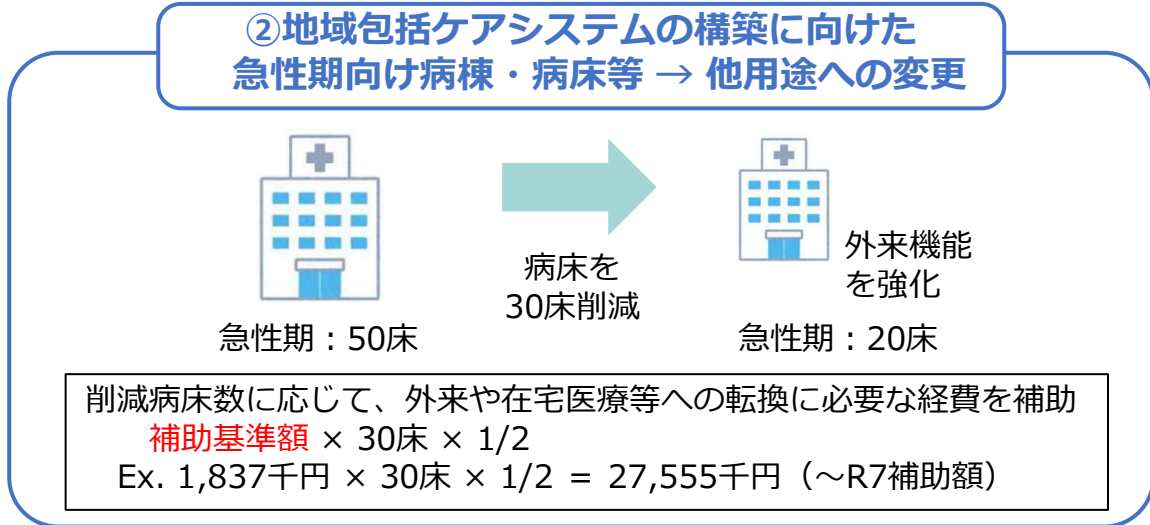 ②地域包括ケアシステムの構築に向けた
急性期向け病棟・病床等 → 他用途への変更
病床を
30床削減
外来機能
を強化
急性期：50床
急性期：20床
削減病床数に応じて、外来や在宅医療等への転換に必要な経費を補助
補助基準額 × 30床 × 1/2
Ex. 1,837千円 × 30床 × 1/2 ＝ 27,555千円（～R7補助額）